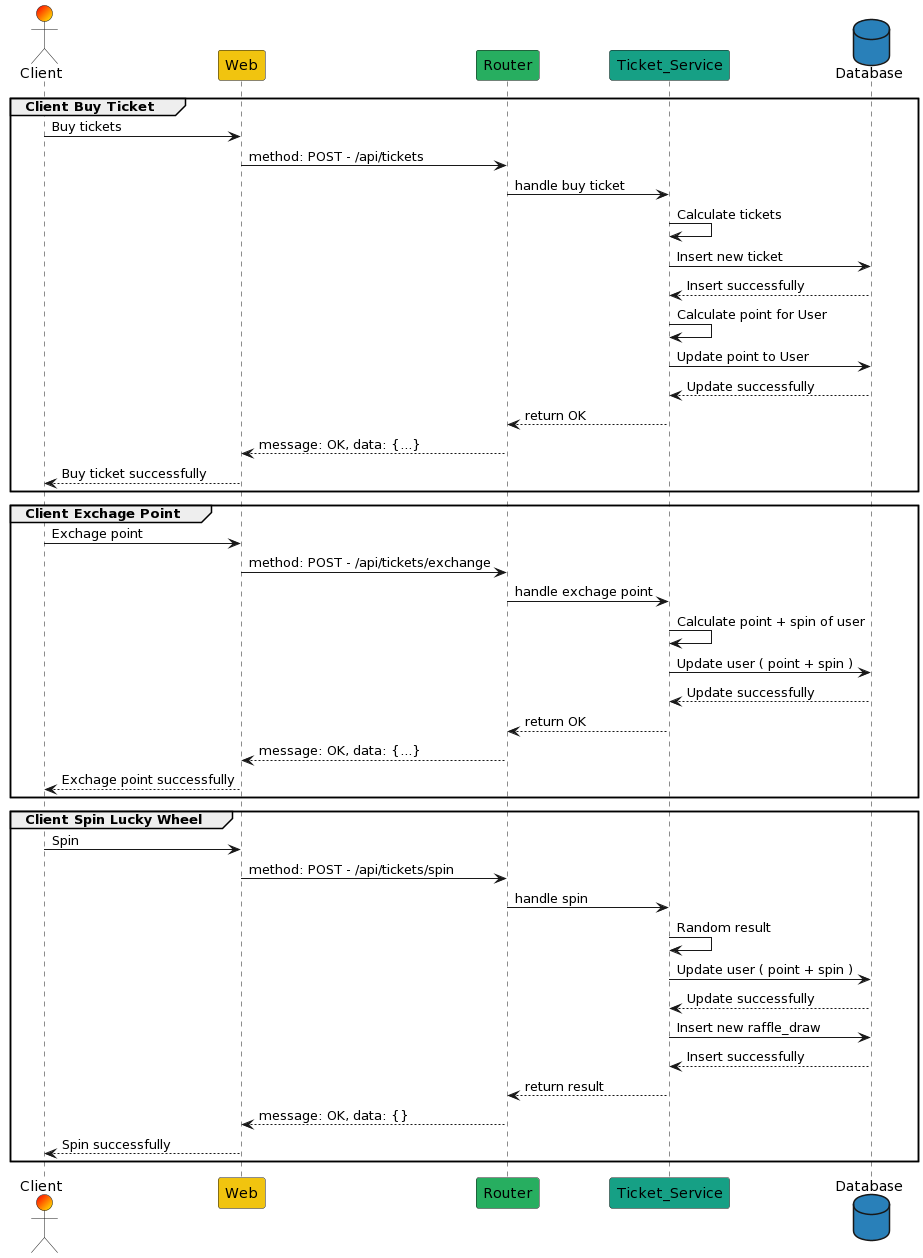 Client
Web
Router
Ticket_Service
Database
Client Buy Ticket
Buy tickets
method: POST - /api/tickets
handle buy ticket
Calculate tickets
Insert new ticket
Insert successfully
Calculate point for User
Update point to User
Update successfully
return OK
message: OK, data: {...}
Buy ticket successfully
Client Exchage Point
Exchage point
method: POST - /api/tickets/exchange
handle exchage point
Calculate point + spin of user
Update user ( point + spin )
Update successfully
return OK
message: OK, data: {...}
Exchage point successfully
Client Spin Lucky Wheel
Spin
method: POST - /api/tickets/spin
handle spin
Random result
Update user ( point + spin )
Update successfully
Insert new raffle_draw
Insert successfully
return result
message: OK, data: {}
Spin successfully
Client
Web
Router
Ticket_Service
Database